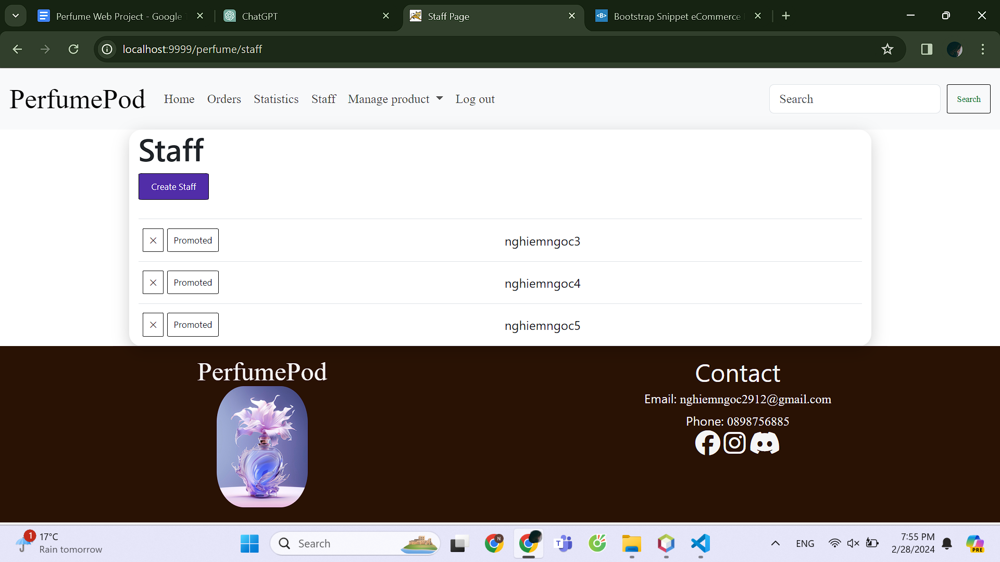 Perfume Web Project - Google
ChatGPT
Staff Page
Bootstrap Snippet eCommerce
localhost:9999/perfume/staff
PerfumePod Home Orders Statistics Staff Manage product Log out Search Search
Staff
Create Staff
Promoted nghiemngoc3
Promoted nghiemngoc4
Promoted nghiemngoc5
PerfumePod
Contact
Email: nghiemngoc2912@gmail.com
Phone: 0898756885
1
17°C
Rain tomorrow
Search
N
T
ENG
7:55 PM
2/28/2024
PRE